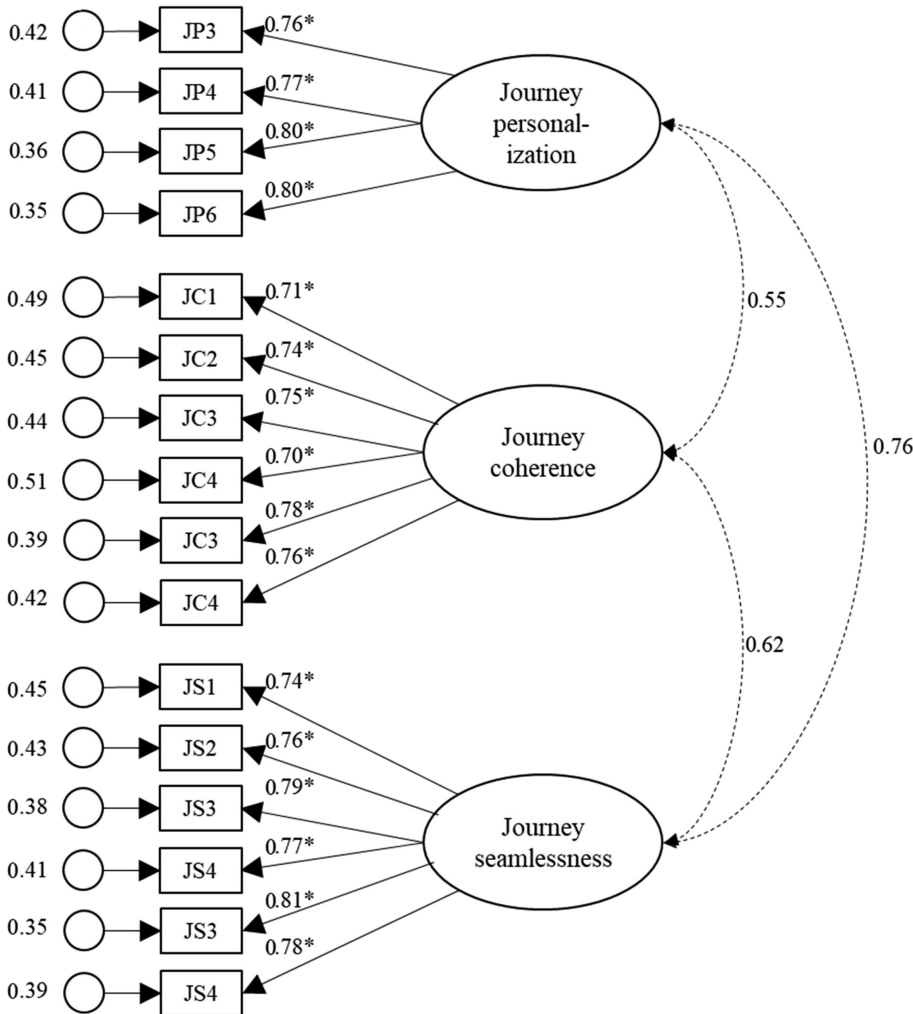 0.42 JP3 0.76*
0.41 JP4 0.77*
0.36 JP5 0.80*
0.35 JP6 0.80*
Journey
personal-
ization
0.49 JC1 0.71*
0.45 JC2 0.74*
0.44 JC3 0.75*
0.51 JC4 0.70*
0.39 JC3 0.78*
0.42 JC4 0.76*
Journey
coherence
0.45 JS1 0.74*
0.43 JS2 0.76*
0.38 JS3 0.79*
0.41 JS4 0.77*
0.35 JS3 0.81*
0.39 JS4 0.78*
Journey
seamlessness
0.55
0.76
0.62